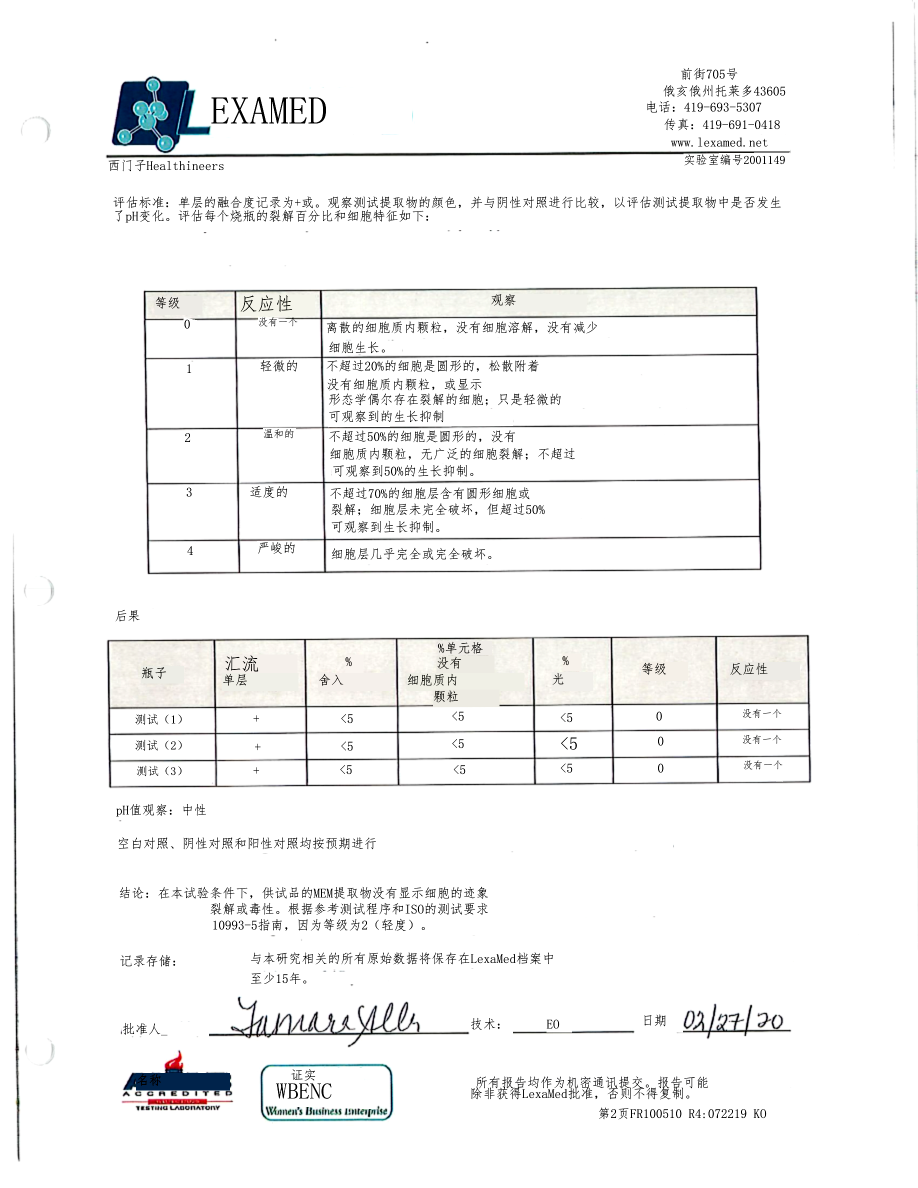 EXAMED
前街705号
俄亥俄州托莱多43605
电话：419-693-5307
传真：419-691-0418
www.lexamed.net
西门子Healthineers
实验室编号2001149
评估标准：单层的融合度记录为+或。观察测试提取物的颜色，并与阴性对照进行比较，以评估测试提取物中是否发生
了pH变化。评估每个烧瓶的裂解百分比和细胞特征如下：
等级 反应性 观察
0 没有一个 离散的细胞质内颗粒，没有细胞溶解，没有减少
细胞生长。
1 轻微的 不超过20%的细胞是圆形的，松散附着
没有细胞质内颗粒，或显示
形态学偶尔存在裂解的细胞；只是轻微的
可观察到的生长抑制
2 温和的 不超过50%的细胞是圆形的，没有
细胞质内颗粒，无广泛的细胞裂解；不超过
可观察到50%的生长抑制。
3 适度的 不超过70%的细胞层含有圆形细胞或
裂解；细胞层未完全破坏，但超过50%
可观察到生长抑制。
4 严峻的 细胞层几乎完全或完全破坏。
后果
瓶子 汇流 单层 % 舍入 %单元格 没有 细胞质内 颗粒 % 光 等级 反应性
测试（1） + <5 <5 <5 0 没有一个
测试（2） + <5 <5 <5 0 没有一个
测试（3） + <5 <5 <5 0 没有一个
pH值观察：中性
空白对照、阴性对照和阳性对照均按预期进行
结论：在本试验条件下，供试品的MEM提取物没有显示细胞的迹象
裂解或毒性。根据参考测试程序和ISO的测试要求
10993-5指南，因为等级为2（轻度）。
记录存储： 与本研究相关的所有原始数据将保存在LexaMed档案中
至少15年。
批准人_ 技术： EO 日期 03/27/20
名称
ACCREDITED
TESTING LABORATORY
证实
WBENC
Women's Business Enterprise
所有报告均作为机密通讯提交。报告可能
除非获得LexaMed批准，否则不得复制。
第2页FR100510 R4:072219 KO